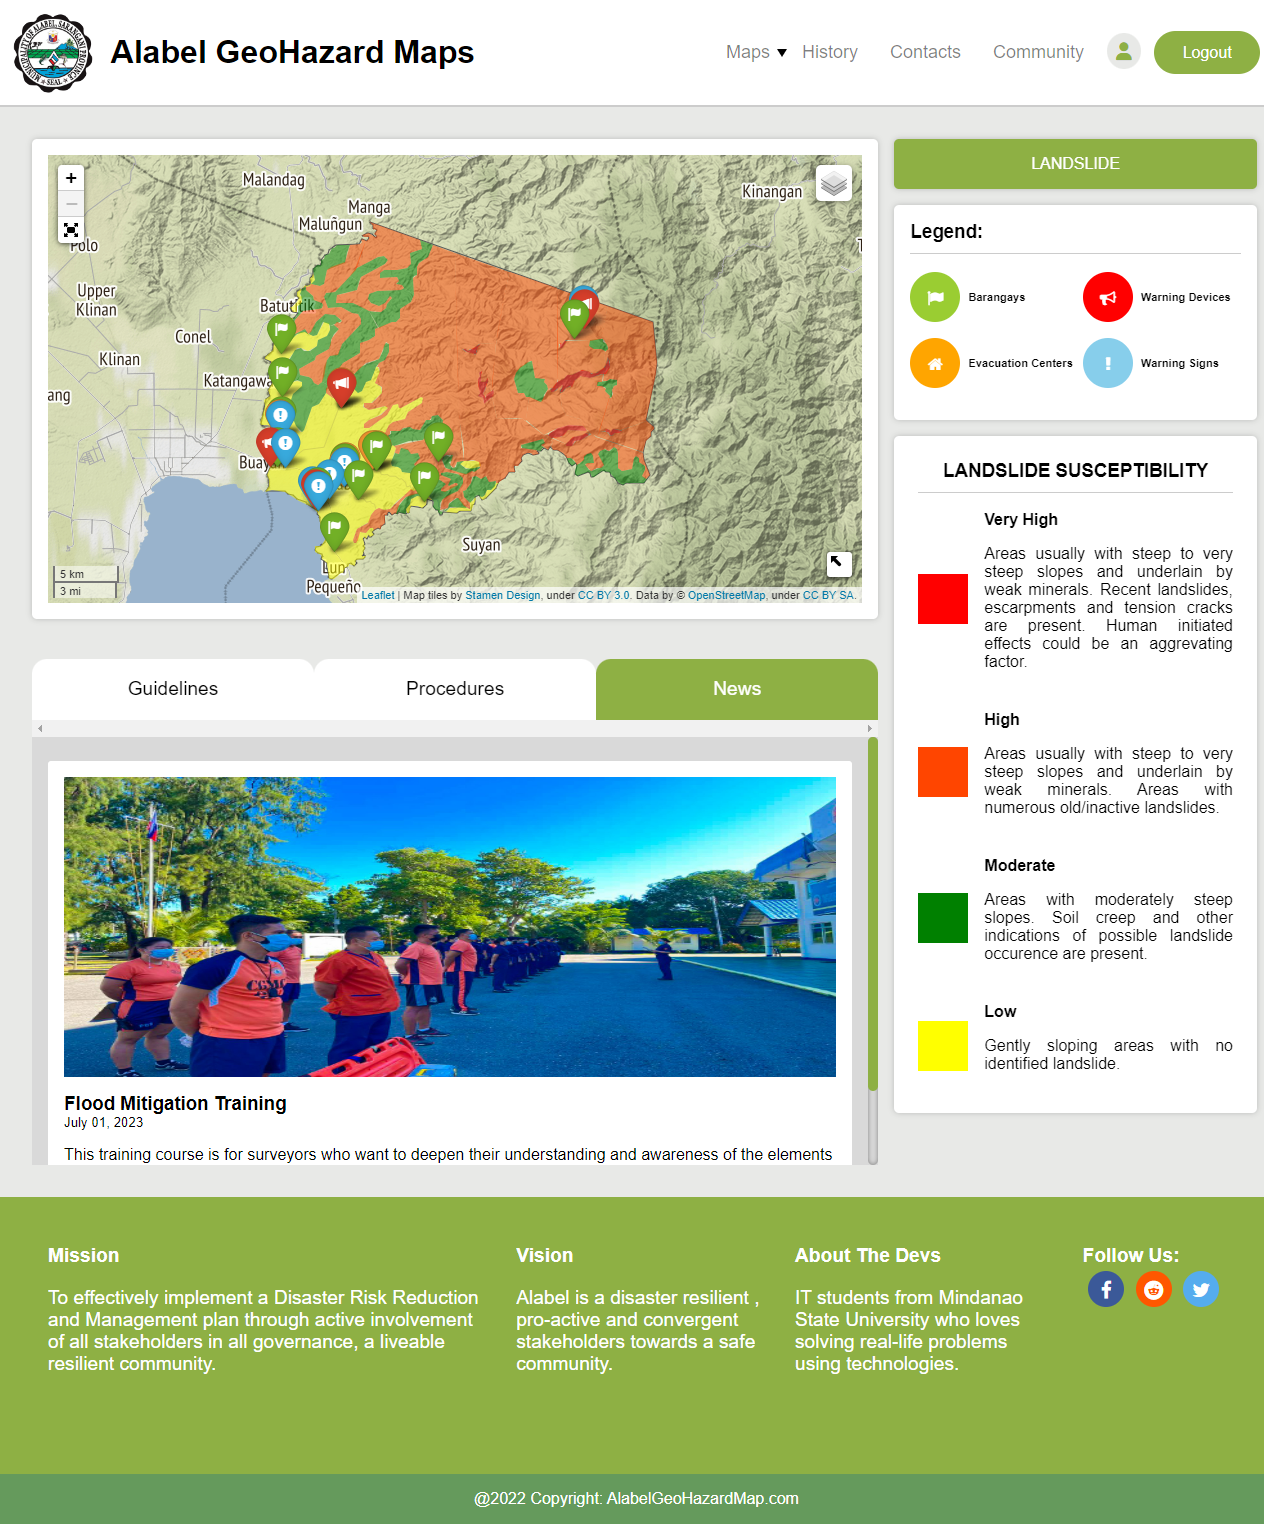 MUNICIPALITY OF ALABEL, SARANGANI PROVINCE
SEAL
Alabel GeoHazard Maps
Maps
History
Contacts
Community
Logout
+
−
Malandag
Manga
Maluñgun
Kinangan
Polo
Upper
Klinan
Batutitik
Conel
Klinan
Katangawa
ang
Buayan
Suyan
Lun
Pequeño
5 km
3 mi
Leaflet | Map tiles by Stamen Design, under CC BY 3.0. Data by © OpenStreetMap, under CC BY SA.
LANDSLIDE
Legend:
Barangays
Warning Devices
Evacuation Centers
Warning Signs
LANDSLIDE SUSCEPTIBILITY
Very High
Areas usually with steep to very
steep slopes and underlain by
weak minerals. Recent landslides,
escarpments and tension cracks
are present. Human initiated
effects could be an aggrevating
factor.
High
Areas usually with steep to very
steep slopes and underlain by
weak minerals. Areas with
numerous old/inactive landslides.
Moderate
Areas with moderately steep
slopes. Soil creep and other
indications of possible landslide
occurence are present.
Low
Gently sloping areas with no
identified landslide.
Guidelines
Procedures
News
Flood Mitigation Training
July 01, 2023
This training course is for surveyors who want to deepen their understanding and awareness of the elements
Mission
To effectively implement a Disaster Risk Reduction
and Management plan through active involvement
of all stakeholders in all governance, a liveable
resilient community.
Vision
Alabel is a disaster resilient ,
pro-active and convergent
stakeholders towards a safe
community.
About The Devs
IT students from Mindanao
State University who loves
solving real-life problems
using technologies.
Follow Us:
@2022 Copyright: AlabelGeoHazardMap.com